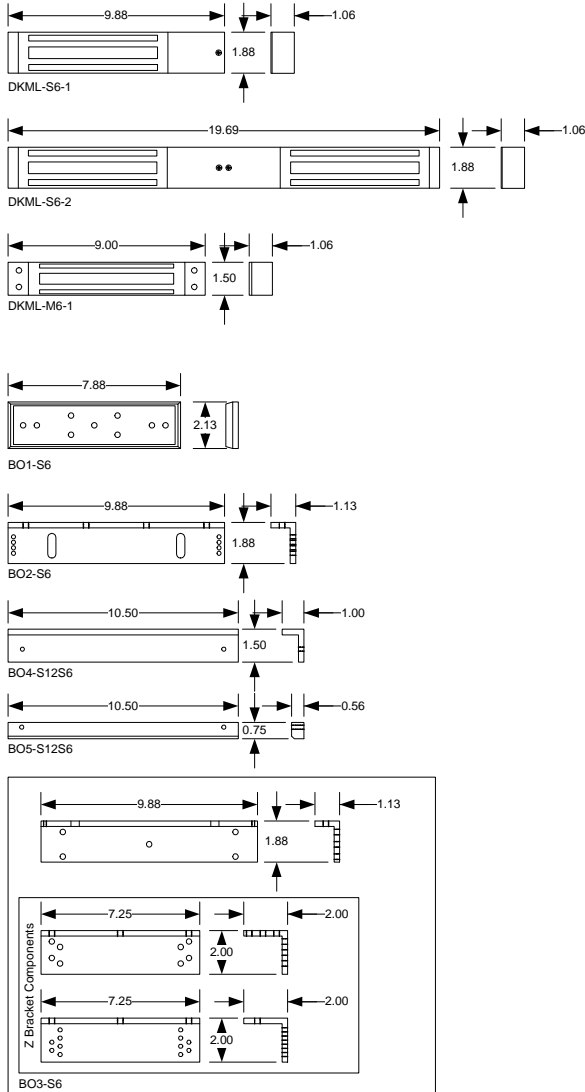 9.88 1.06
1.88
DKML-S6-1
19.69 1.06
1.88
DKML-S6-2
9.00 1.06
1.50
DKML-M6-1
7.88
2.13
BO1-S6
9.88 1.13
1.88
BO2-S6
10.50 1.00
1.50
BO4-S12S6
10.50 0.56
0.75
BO5-S12S6
9.88 1.13
1.88
Z Bracket Components
7.25 2.00
2.00
7.25 2.00
2.00
BO3-S6